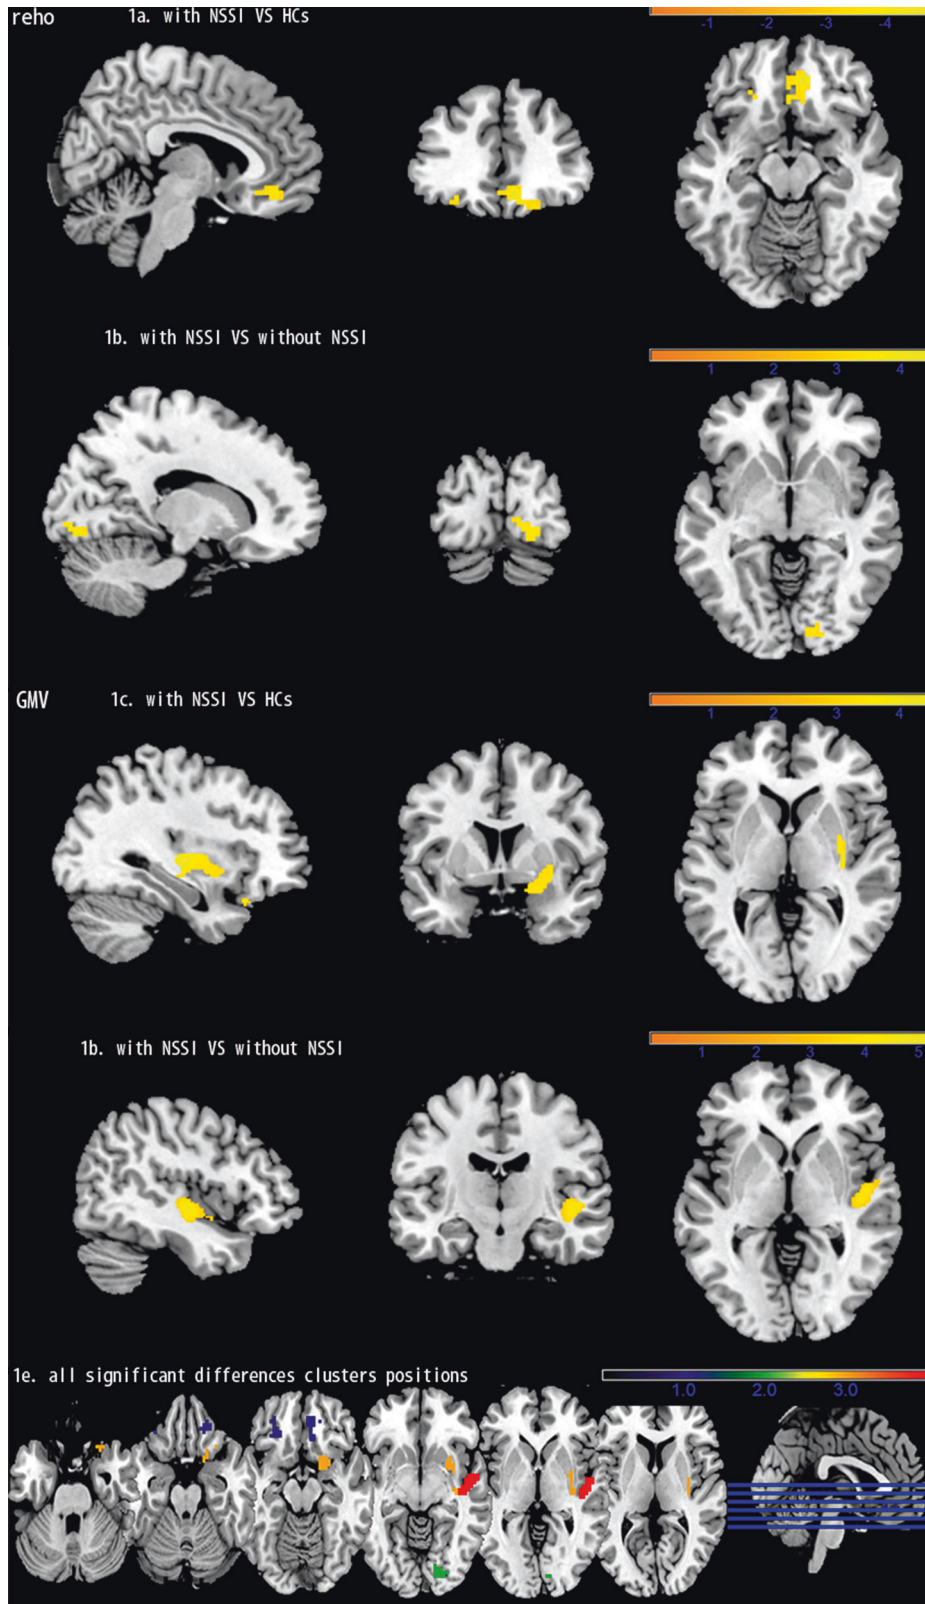 reho 1a. with NSSI VS HCs
-1 -2 -3 -4
1b. with NSSI VS without NSSI
1 2 3 4
GMV 1c. with NSSI VS HCs
1 2 3 4
1b. with NSSI VS without NSSI
1 2 3 4 5
1e. all significant differences clusters positions
1.0 2.0 3.0